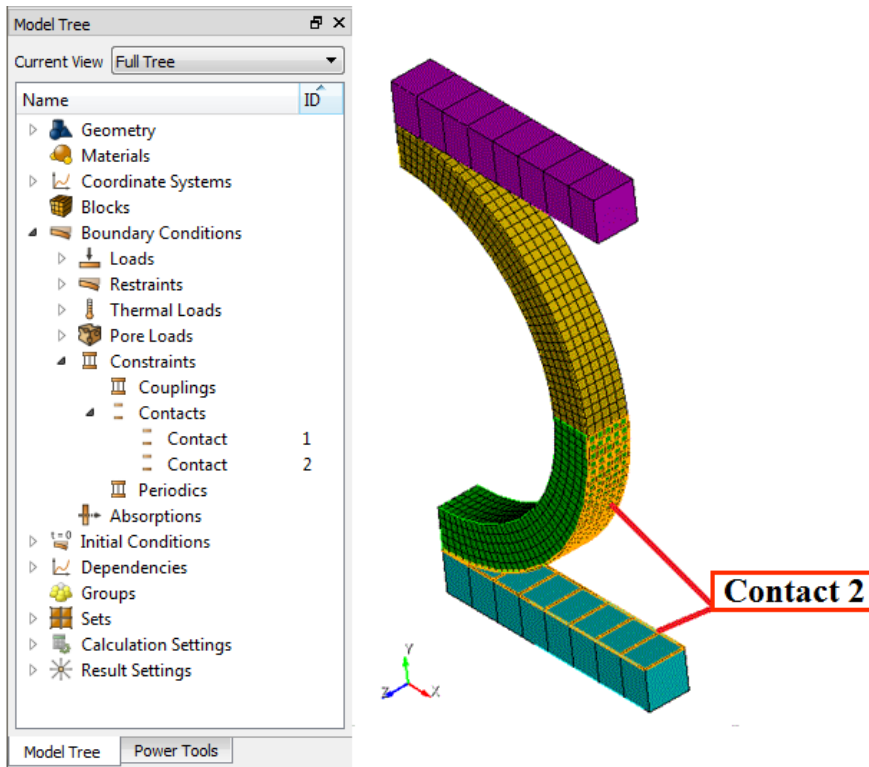 Model Tree
Current View Full Tree
Name ID
Geometry
Materials
Coordinate Systems
Blocks
Boundary Conditions
Loads
Restraints
Thermal Loads
Pore Loads
Constraints
Couplings
Contacts
Contact 1
Contact 2
Periodics
Absorptions
t=0 Initial Conditions
Dependencies
Groups
Sets
Calculation Settings
Result Settings
Model Tree Power Tools
Contact 2
Y
Z X